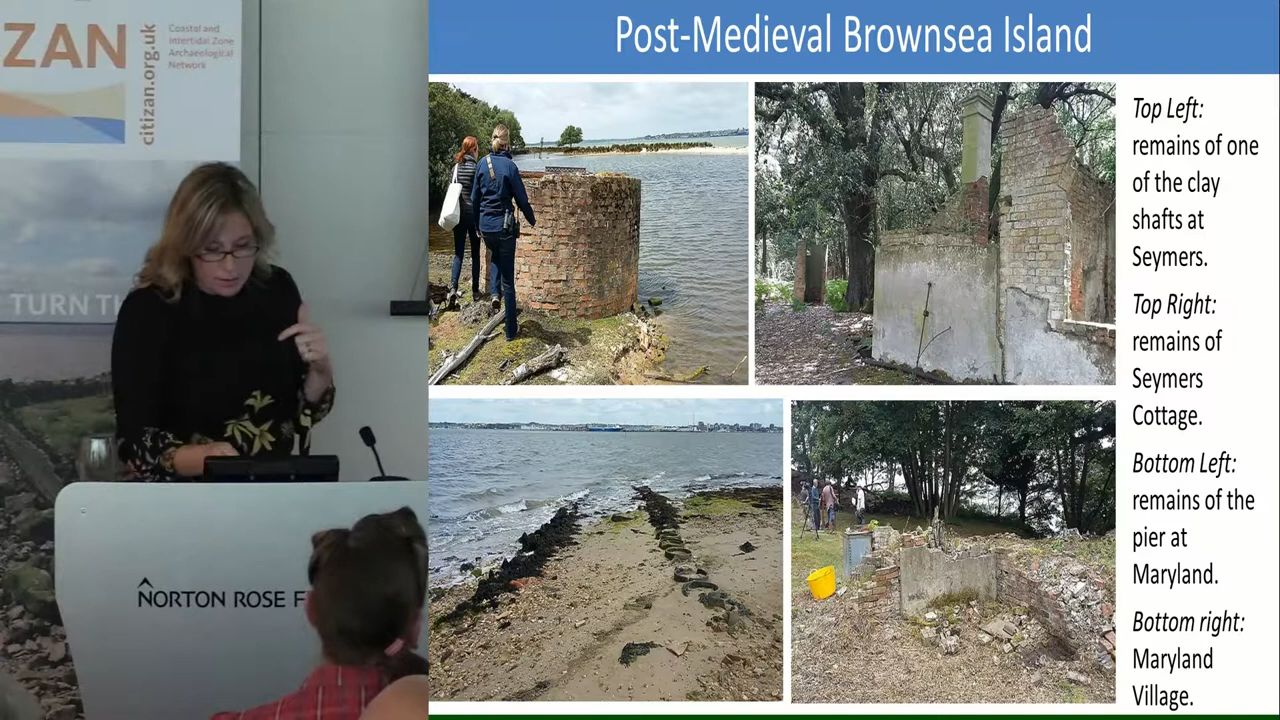 ZAN
citizan.org.uk
Coastal and
Intertidal Zone
Archaeological
Network
TURN TH
NORTON ROSE F
Post-Medieval Brownsea Island
Top Left:
remains of one
of the clay
shafts at
Seymers.
Top Right:
remains of
Seymers
Cottage.
Bottom Left:
remains of the
pier at
Maryland.
Bottom right:
Maryland
Village.